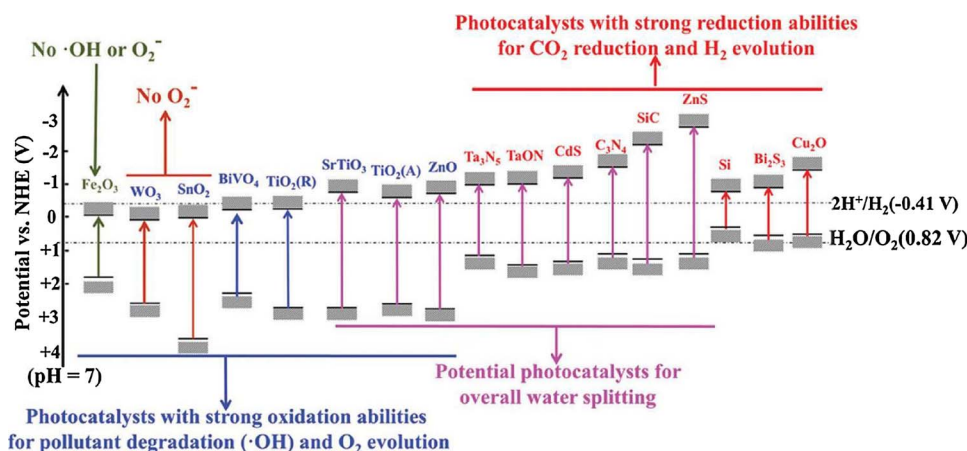 Photocatalysts with strong reduction abilities
for CO₂ reduction and H₂ evolution
No ·OH or O₂⁻
No O₂⁻
Potential vs. NHE (V)
-3
-2
-1
0
+1
+2
+3
+4
(pH = 7)
Fe₂O₃
WO₃
SnO₂
BiVO₄
TiO₂(R)
SrTiO₃
TiO₂(A)
ZnO
Ta₃N₅
TaON
CdS
C₃N₄
SiC
ZnS
Si
Bi₂S₃
Cu₂O
2H⁺/H₂(-0.41 V)
H₂O/O₂(0.82 V)
Potential photocatalysts for
overall water splitting
Photocatalysts with strong oxidation abilities
for pollutant degradation (·OH) and O₂ evolution